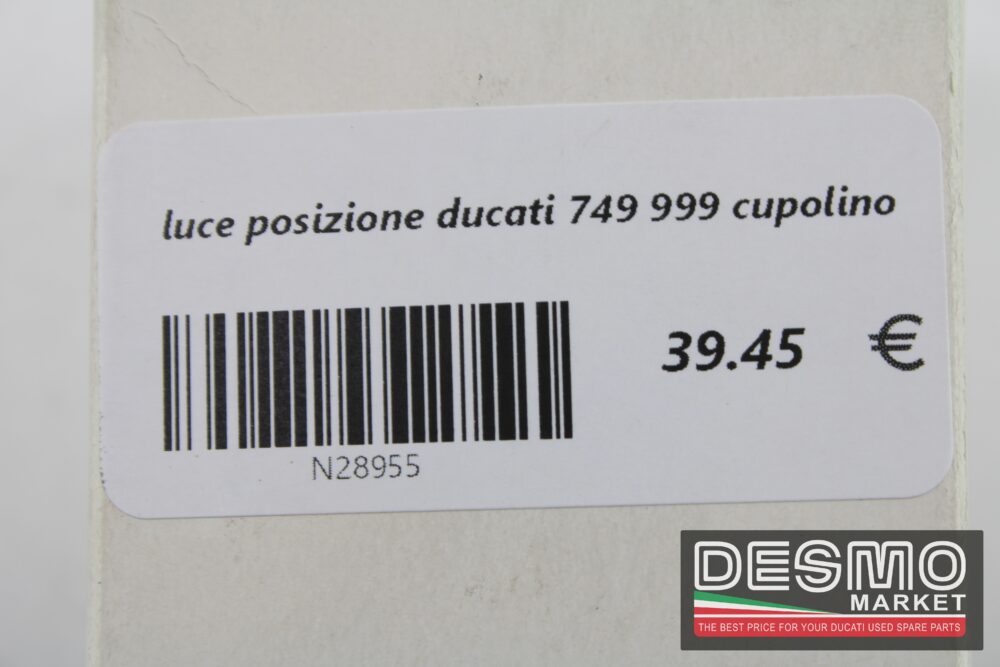 luce posizione ducati 749 999 cupolino
39.45 €
N28955
DESMO
MARKET
THE BEST PRICE FOR YOUR DUCATI USED SPARE PARTS